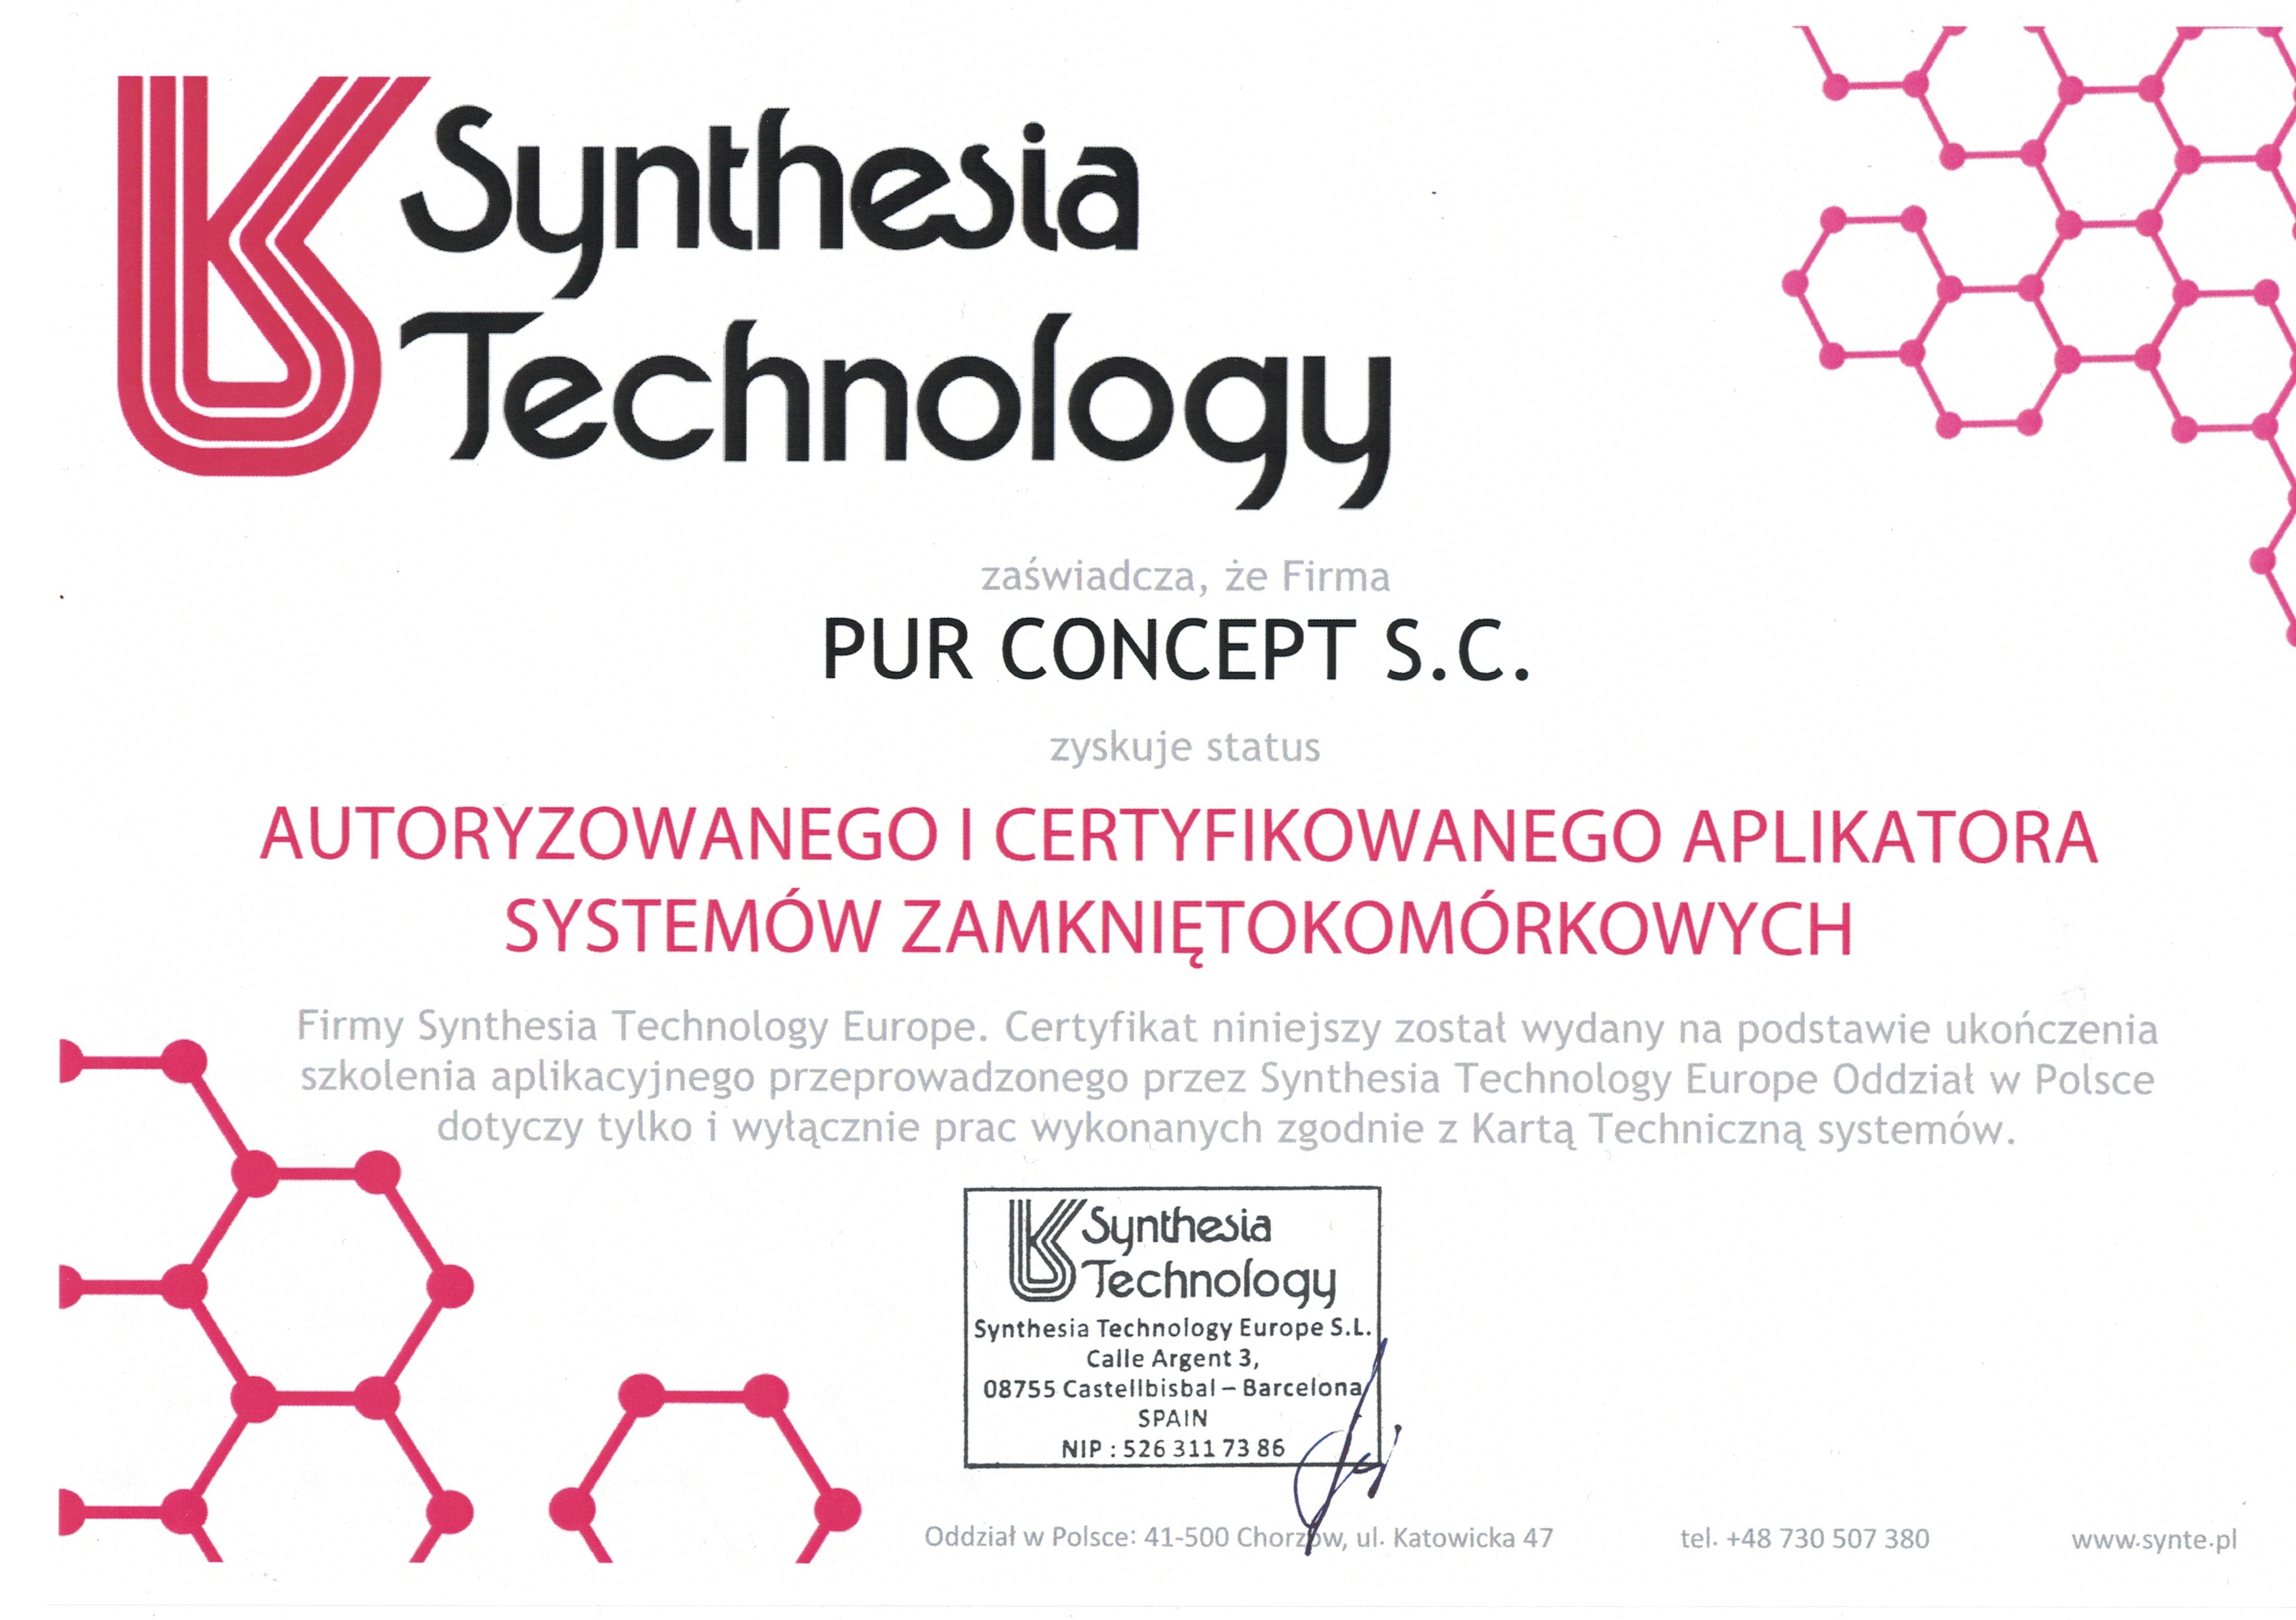 Synthesia
Technology
zaświadcza, że Firma
PUR CONCEPT S.C.
zyskuje status
AUTORYZOWANEGO I CERTYFIKOWANEGO APLIKATORA
SYSTEMÓW ZAMKNIĘTOKOMÓRKOWYCH
Firmy Synthesia Technology Europe. Certyfikat niniejszy został wydany na podstawie ukończenia
szkolenia aplikacyjnego przeprowadzonego przez Synthesia Technology Europe Oddział w Polsce
dotyczy tylko i wyłącznie prac wykonanych zgodnie z Kartą Techniczną systemów.
Synthesia
Technology
Synthesia Technology Europe S.L.
Calle Argent 3,
08755 Castellbisbal – Barcelona
SPAIN
NIP : 526 311 73 86
Oddział w Polsce: 41-500 Chorzów, ul. Katowicka 47 tel. +48 730 507 380 www.synte.pl